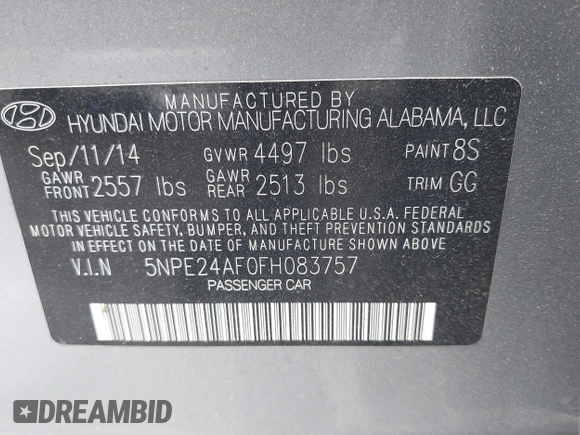 MANUFACTURED BY
HYUNDAI MOTOR MANUFACTURING ALABAMA, LLC
Sep/11/14 GVWR 4497 lbs PAINT 8S
GAWR FRONT 2557 lbs GAWR REAR 2513 lbs TRIM GG
THIS VEHICLE CONFORMS TO ALL APPLICABLE U.S.A. FEDERAL
MOTOR VEHICLE SAFETY, BUMPER, AND THEFT PREVENTION STANDARDS
IN EFFECT ON THE DATE OF MANUFACTURE SHOWN ABOVE
V.I.N 5NPE24AF0FH083757
PASSENGER CAR
DREAMBID